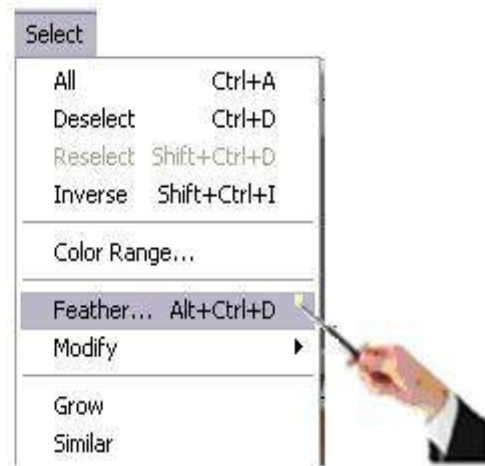 Select
All Ctrl+A
Deselect Ctrl+D
Reselect Shift+Ctrl+D
Inverse Shift+Ctrl+I
Color Range...
Feather... Alt+Ctrl+D
Modify
Grow
Similar